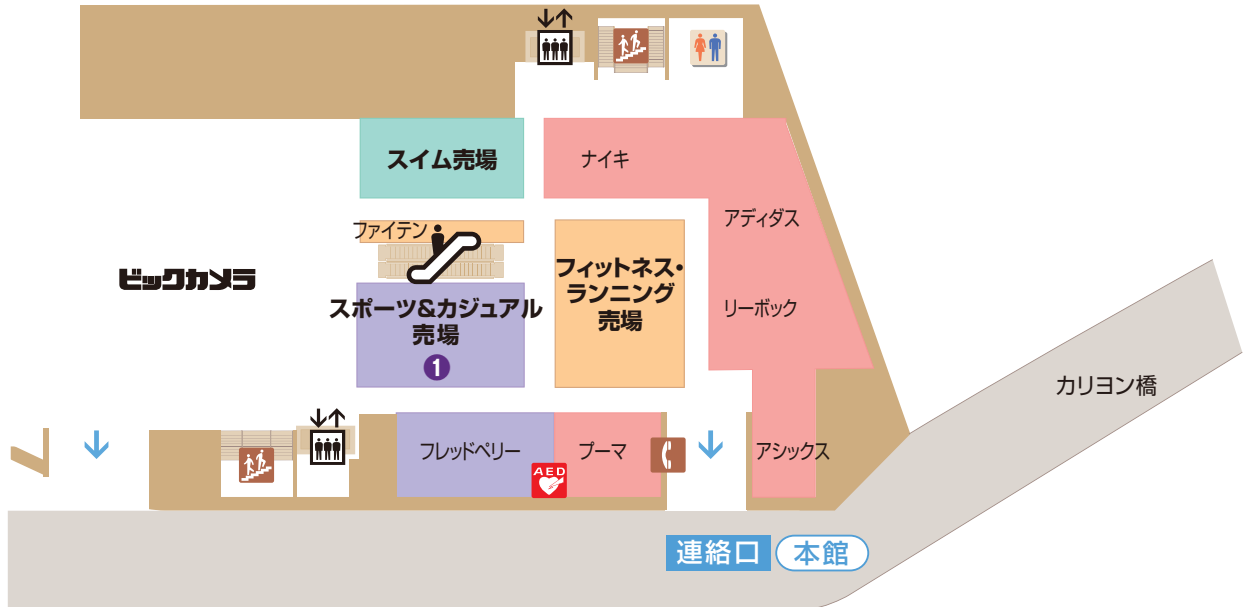 スイム売場
ナイキ
アディダス
ファイテン
ビックカメラ
フィットネス・
ランニング
売場
スポーツ&カジュアル
売場
1
リーボック
カリヨン橋
フレッドペリー
プーマ
アシックス
AED
連絡口
本館